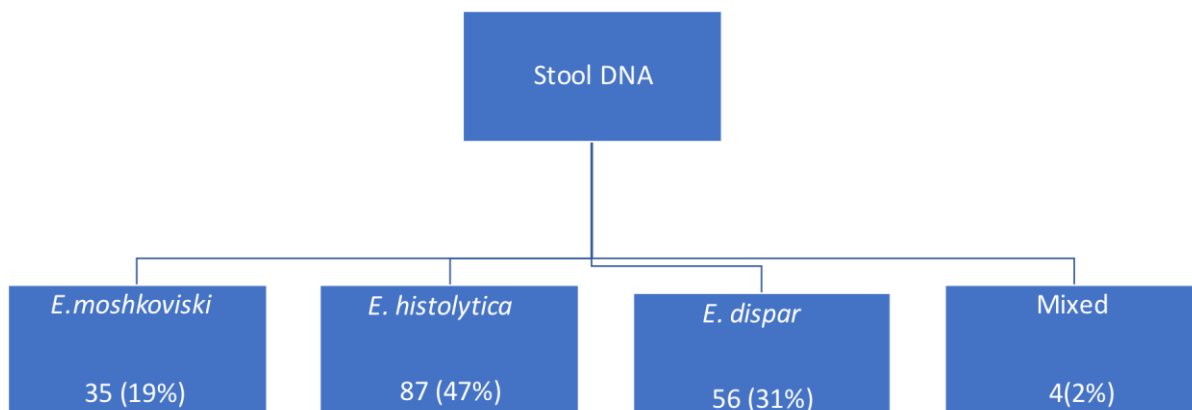 Stool DNA
E.moshkoviski
35 (19%)
E. histolytica
87 (47%)
E. dispar
56 (31%)
Mixed
4(2%)